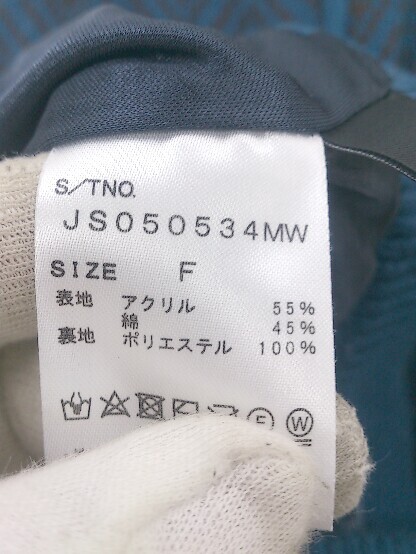 S/TNO.
JS050534MW
SIZE F
表地 アクリル 55%
綿 45%
裏地 ポリエステル 100%
F W